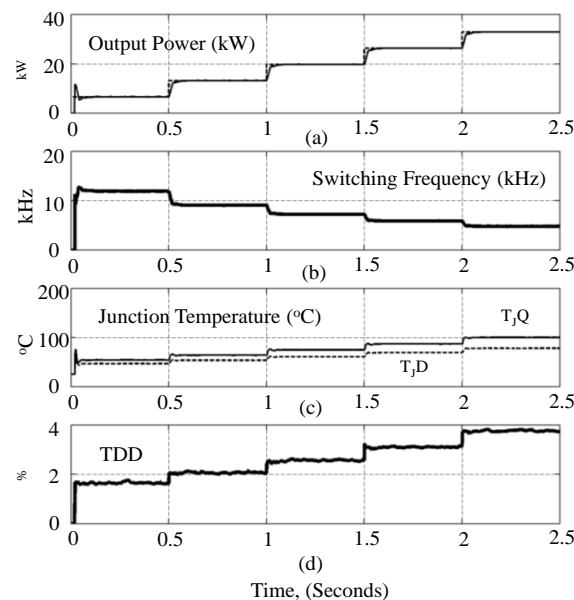 40
Output Power (kW)
kW
20
0
0 0.5 1 1.5 2 2.5
(a)
20
Switching Frequency (kHz)
kHz
10
0
0 0.5 1 1.5 2 2.5
(b)
200
Junction Temperature (°C)
TJQ
°C
100
TJD
0
0 0.5 1 1.5 2 2.5
(c)
4
TDD
%
2
0
0 0.5 1 1.5 2 2.5
(d)
Time, (Seconds)